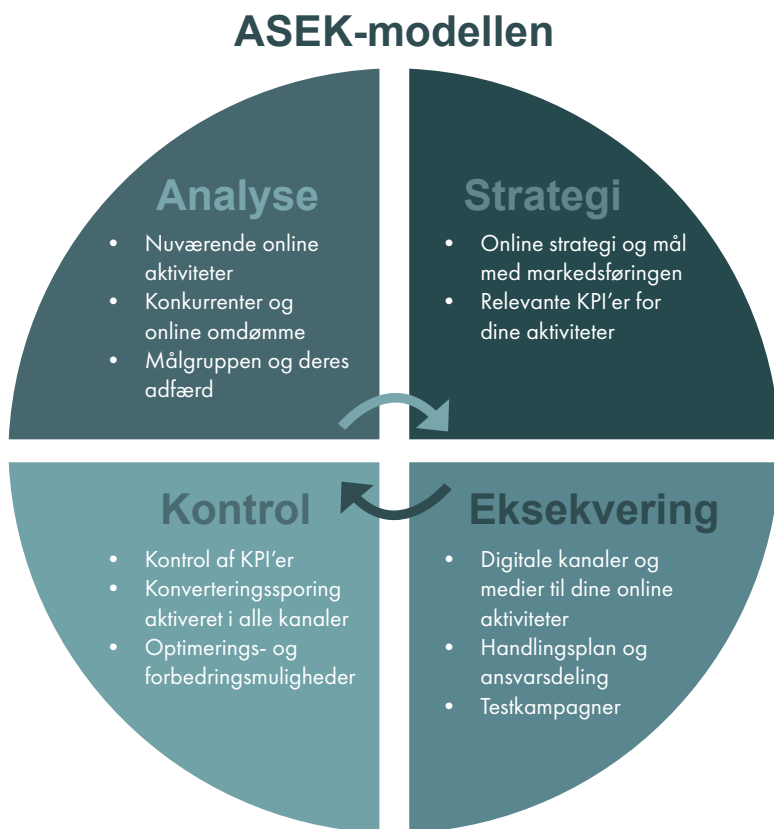 ASEK-modellen
Analyse
• Nuværende online
aktiviteter
• Konkurrenter og
online omdømme
• Målgruppen og deres
adfærd
Strategi
• Online strategi og mål
med markedsføringen
• Relevante KPI’er for
dine aktiviteter
Kontrol
• Kontrol af KPI’er
• Konverteringssporing
aktiveret i alle kanaler
• Optimerings- og
forbedringsmuligheder
Eksekvering
• Digitale kanaler og
medier til dine online
aktiviteter
• Handlingsplan og
ansvarsdeling
• Testkampagner